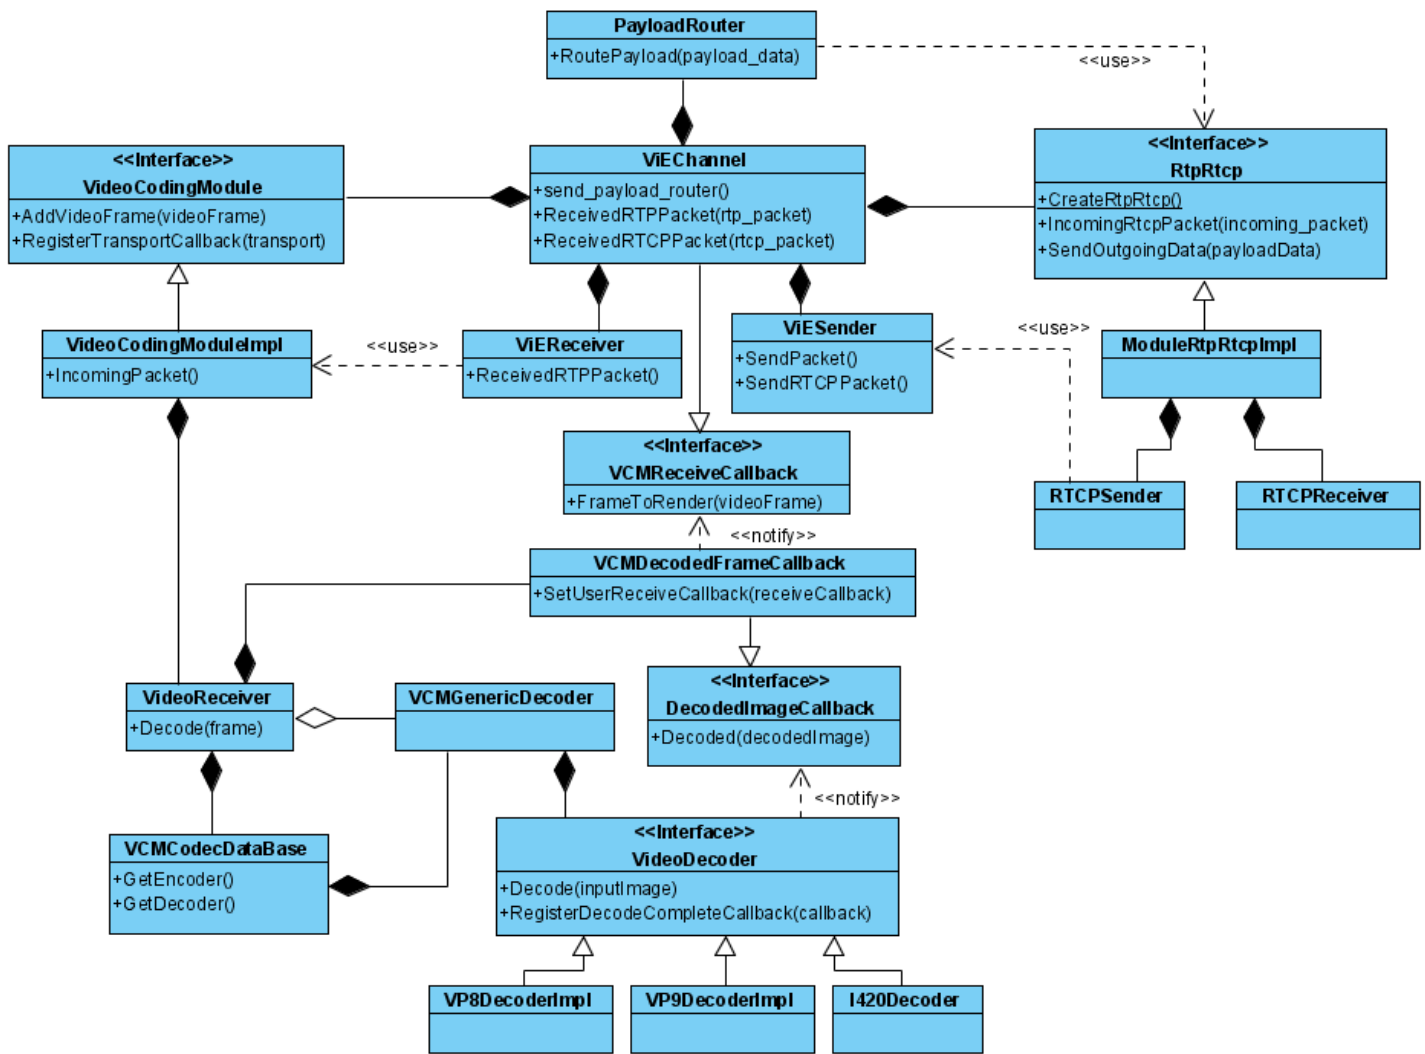 PayloadRouter
+RoutePayload(payload_data)
<<use>>
<<Interface>>
VideoCodingModule
+AddVideoFrame(videoFrame)
+RegisterTransportCallback(transport)
ViEChannel
+send_payload_router()
+ReceivedRTPPacket(rtp_packet)
+ReceivedRTCPPacket(rtcp_packet)
<<Interface>>
RtpRtcp
+CreateRtpRtcp()
+IncomingRtcpPacket(incoming_packet)
+SendOutgoingData(payloadData)
VideoCodingModuleImpl
+IncomingPacket()
<<use>>
ViEReceiver
+ReceivedRTPPacket()
ViESender
+SendPacket()
+SendRTCPPacket()
<<use>>
ModuleRtpRtcpImpl
<<Interface>>
VCMReceiveCallback
+FrameToRender(videoFrame)
RTCPSender
RTCPReceiver
<<notify>>
VCMDecodedFrameCallback
+SetUserReceiveCallback(receiveCallback)
VideoReceiver
+Decode(frame)
VCMGenericDecoder
<<Interface>>
DecodedImageCallback
+Decoded(decodedImage)
<<notify>>
VCMCodecDataBase
+GetEncoder()
+GetDecoder()
<<Interface>>
VideoDecoder
+Decode(inputImage)
+RegisterDecodeCompleteCallback(callback)
VP8DecoderImpl
VP9DecoderImpl
I420Decoder